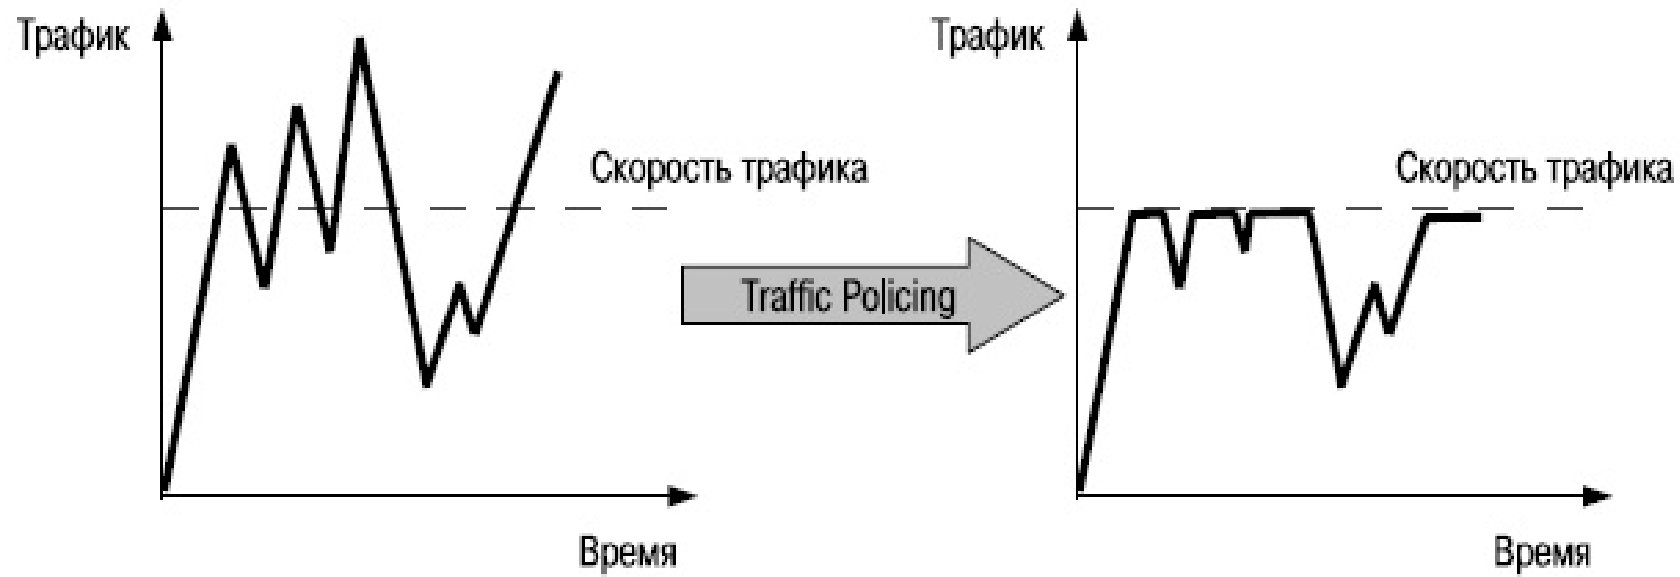 Трафик
Скорость трафика
Время
Traffic Policing
Трафик
Скорость трафика
Время